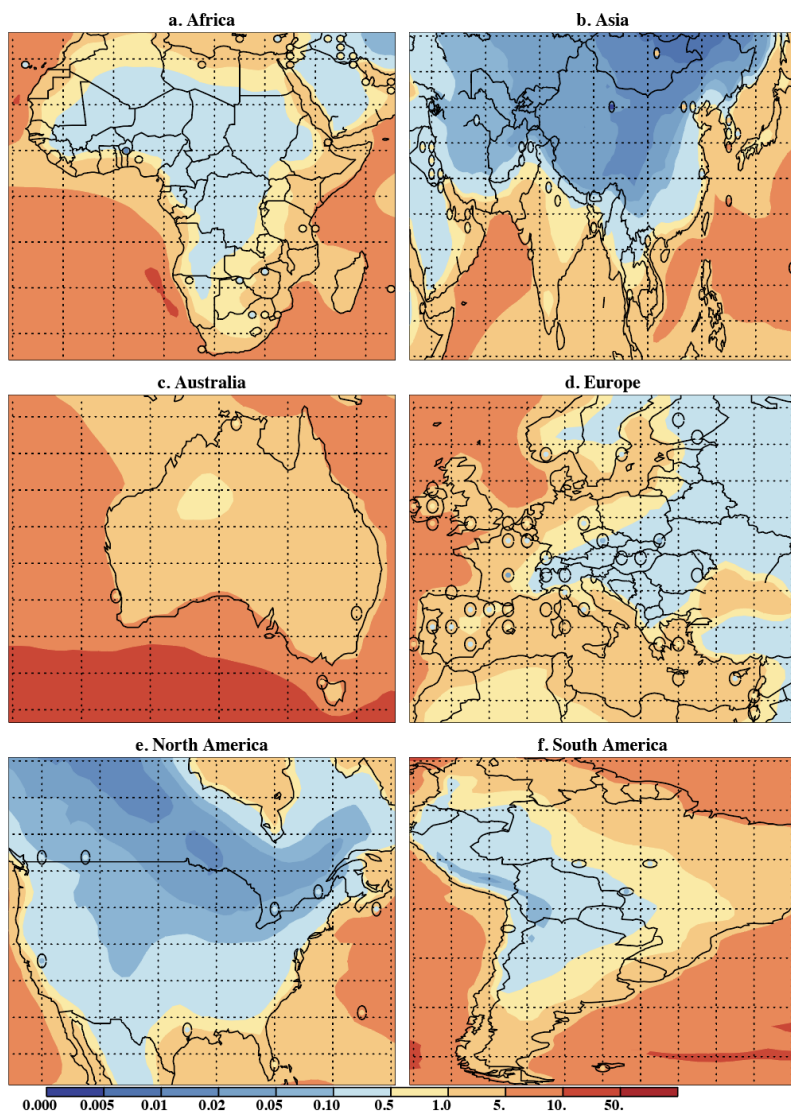 a. Africa
b. Asia
c. Australia
d. Europe
e. North America
f. South America
0.000 0.005 0.01 0.02 0.05 0.10 0.5 1.0 5. 10. 50.